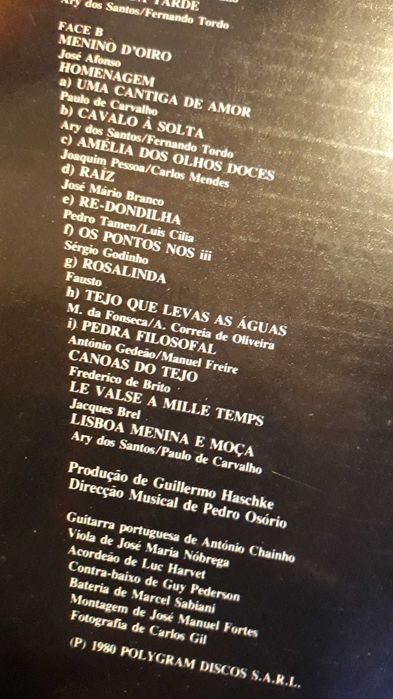 TARDE
Ary dos Santos/Fernando Tordo
FACE B
MENINO D'OIRO
José Afonso
HOMENAGEM
a) UMA CANTIGA DE AMOR
Paulo de Carvalho
b) CAVALO À SOLTA
Ary dos Santos/Fernando Tordo
c) AMÉLIA DOS OLHOS DOCES
Joaquim Pessoa/Carlos Mendes
d) RAÍZ
José Mário Branco
e) RE-DONDILHA
Pedro Tamen/Luis Cília
f) OS PONTOS NOS iii
Sérgio Godinho
g) ROSALINDA
Fausto
h) TEJO QUE LEVAS AS ÁGUAS
M. da Fonseca/A. Correia de Oliveira
i) PEDRA FILOSOFAL
António Gedeão/Manuel Freire
CANOAS DO TEJO
Frederico de Brito
LE VALSE A MILLE TEMPS
Jacques Brel
LISBOA MENINA E MOÇA
Ary dos Santos/Paulo de Carvalho
Produção de Guillermo Haschke
Direcção Musical de Pedro Osório
Guitarra portuguesa de António Chainho
Viola de José Maria Nóbrega
Acordeão de Luc Harvet
Contra-baixo de Guy Pederson
Bateria de Marcel Sabiani
Montagem de José Manuel Fortes
Fotografia de Carlos Gil
(P) 1980 POLYGRAM DISCOS S.A.R.L.